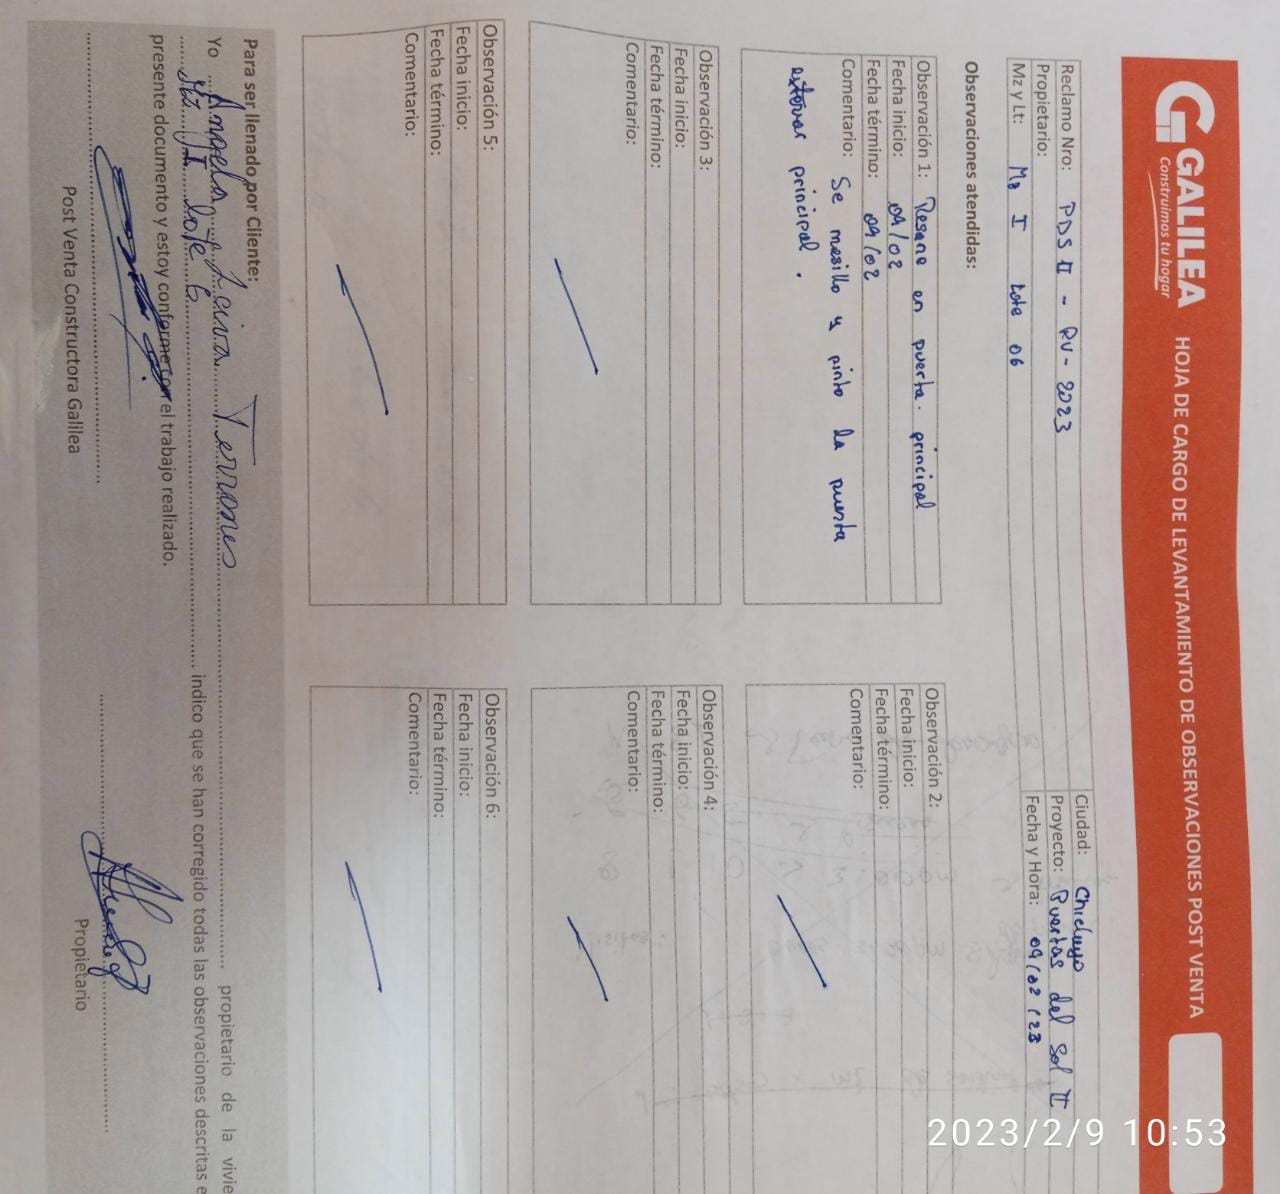 GALILEA
Construimos tu hogar
HOJA DE CARGO DE LEVANTAMIENTO DE OBSERVACIONES POST VENTA
Reclamo Nro: PDS II - RV - 2023
Propietario:
Mz y Lt: Mz I Lote 06
Ciudad: Chiclayo
Proyecto: Puertas del Sol II
Fecha y Hora: 09/02/23
Observaciones atendidas:
Observación 1: Resane en puerta principal
Fecha inicio: 09/02
Fecha término: 09/02
Comentario: Se masillo y pinto la puerta
principal.
Observación 2:
Fecha inicio:
Fecha término:
Comentario:
Observación 3:
Fecha inicio:
Fecha término:
Comentario:
Observación 4:
Fecha inicio:
Fecha término:
Comentario:
Observación 5:
Fecha inicio:
Fecha término:
Comentario:
Observación 6:
Fecha inicio:
Fecha término:
Comentario:
Para ser llenado por Cliente:
Yo Angela Leiva Terrones propietario de la vivie
Mz I lote 6 indico que se han corregido todas las observaciones descritas e
presente documento y estoy conforme con el trabajo realizado.
Post Venta Constructora Galilea
Propietario
2023/2/9 10:53